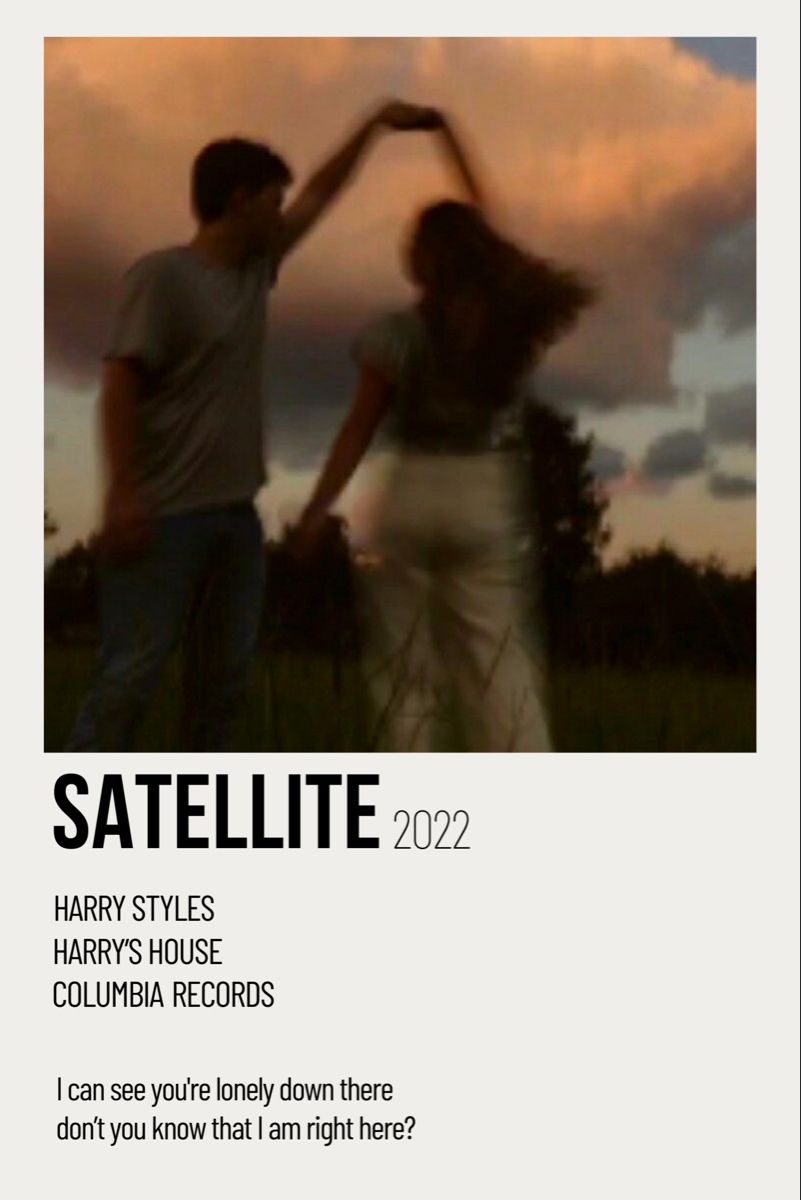 SATELLITE 2022
HARRY STYLES
HARRY’S HOUSE
COLUMBIA RECORDS
I can see you're lonely down there
don’t you know that I am right here?